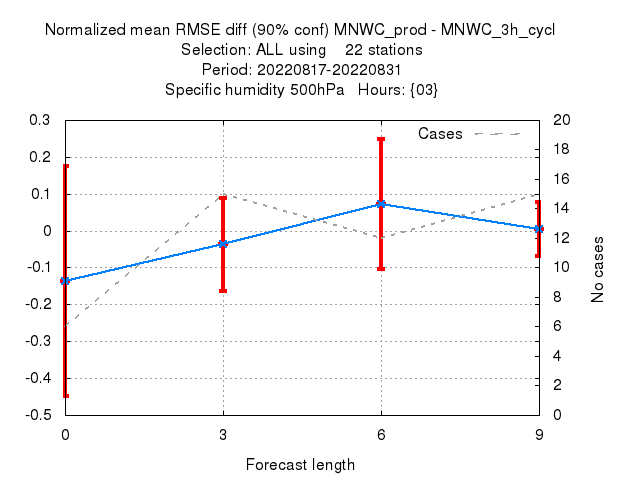 Normalized mean RMSE diff (90% conf) MNWC_prod - MNWC_3h_cycl
Selection: ALL using 22 stations
Period: 20220817-20220831
Specific humidity 500hPa Hours: {03}
Cases
0.3
0.2
0.1
0
-0.1
-0.2
-0.3
-0.4
-0.5
20
18
16
14
12
10
8
6
4
2
0
No cases
0 3 6 9
Forecast length